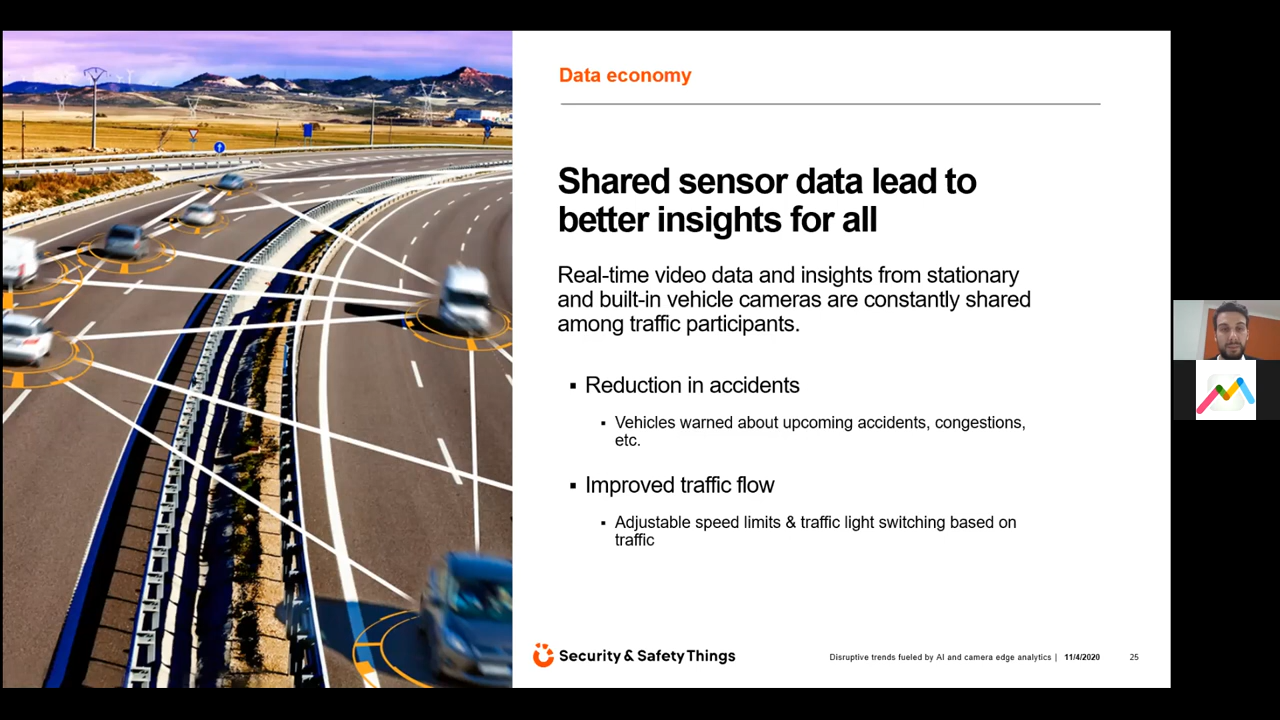 Data economy
Shared sensor data lead to
better insights for all
Real-time video data and insights from stationary
and built-in vehicle cameras are constantly shared
among traffic participants.
▪ Reduction in accidents
▪ Vehicles warned about upcoming accidents, congestions,
etc.
▪ Improved traffic flow
▪ Adjustable speed limits & traffic light switching based on
traffic
Security & Safety Things
Disruptive trends fueled by AI and camera edge analytics | 11/4/2020 25